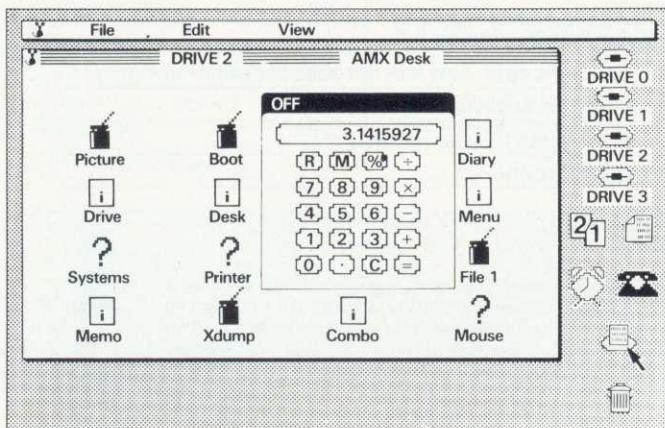 File Edit View
DRIVE 2 AMX Desk
OFF
3.1415927
R M % ÷
7 8 9 ×
4 5 6 −
1 2 3 +
0 . C =
Picture Boot Diary
i i i
Drive Desk Menu
? ?
Systems Printer File 1
i i ?
Memo Xdump Combo Mouse
DRIVE 0
DRIVE 1
DRIVE 2
DRIVE 3
21